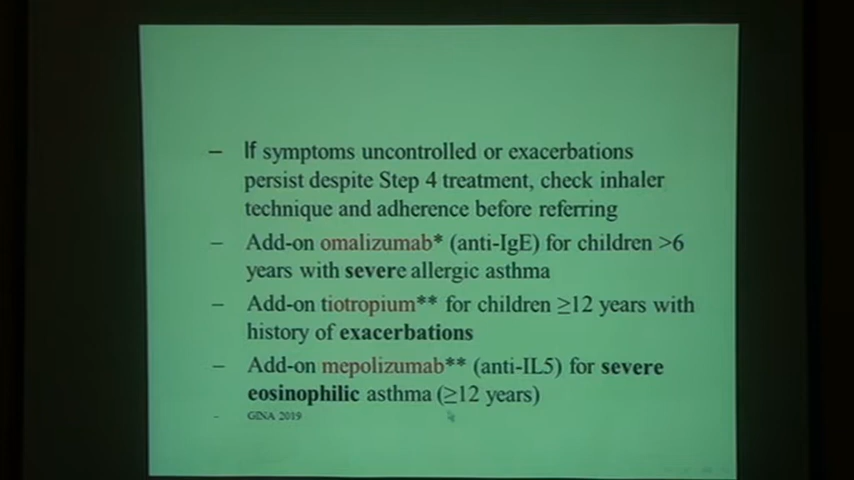 – If symptoms uncontrolled or exacerbations
persist despite Step 4 treatment, check inhaler
technique and adherence before referring
– Add-on omalizumab* (anti-IgE) for children >6
years with severe allergic asthma
– Add-on tiotropium** for children ≥12 years with
history of exacerbations
– Add-on mepolizumab** (anti-IL5) for severe
eosinophilic asthma (≥12 years)
– GINA 2019